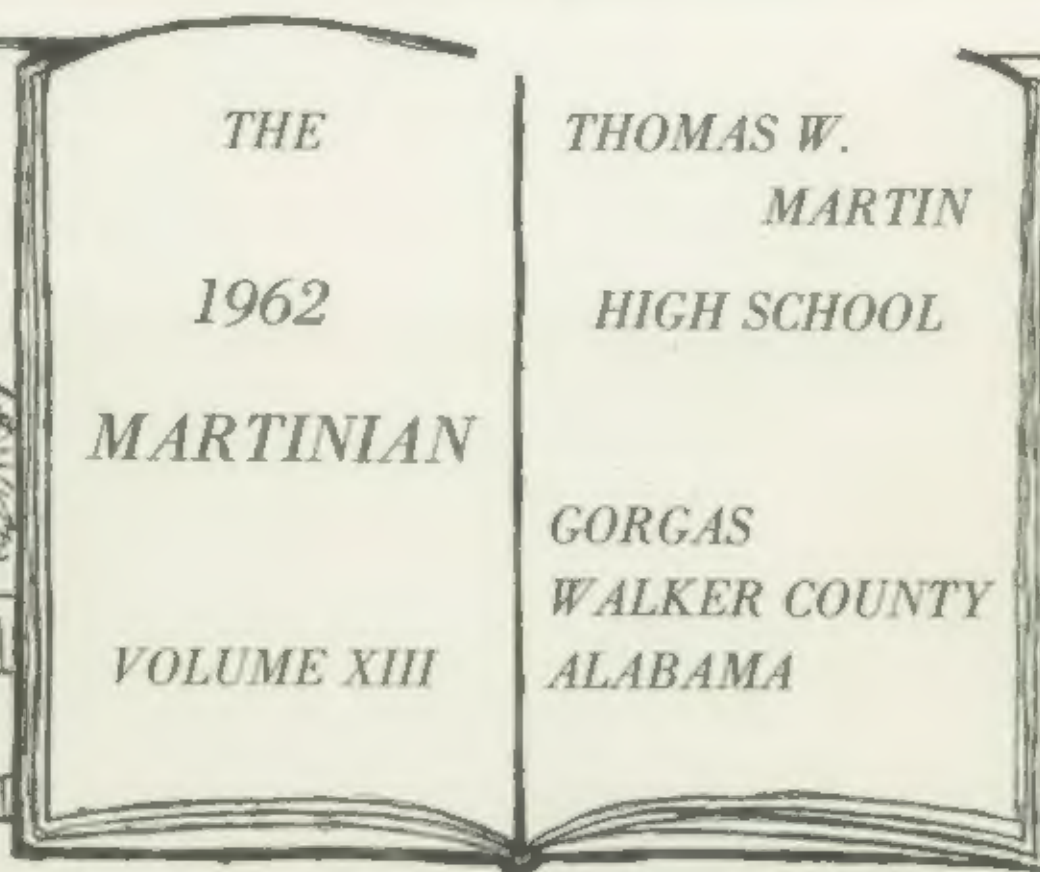 THE
1962
MARTINIAN
VOLUME XIII
THOMAS W.
MARTIN
HIGH SCHOOL
GORGAS
WALKER COUNTY
ALABAMA